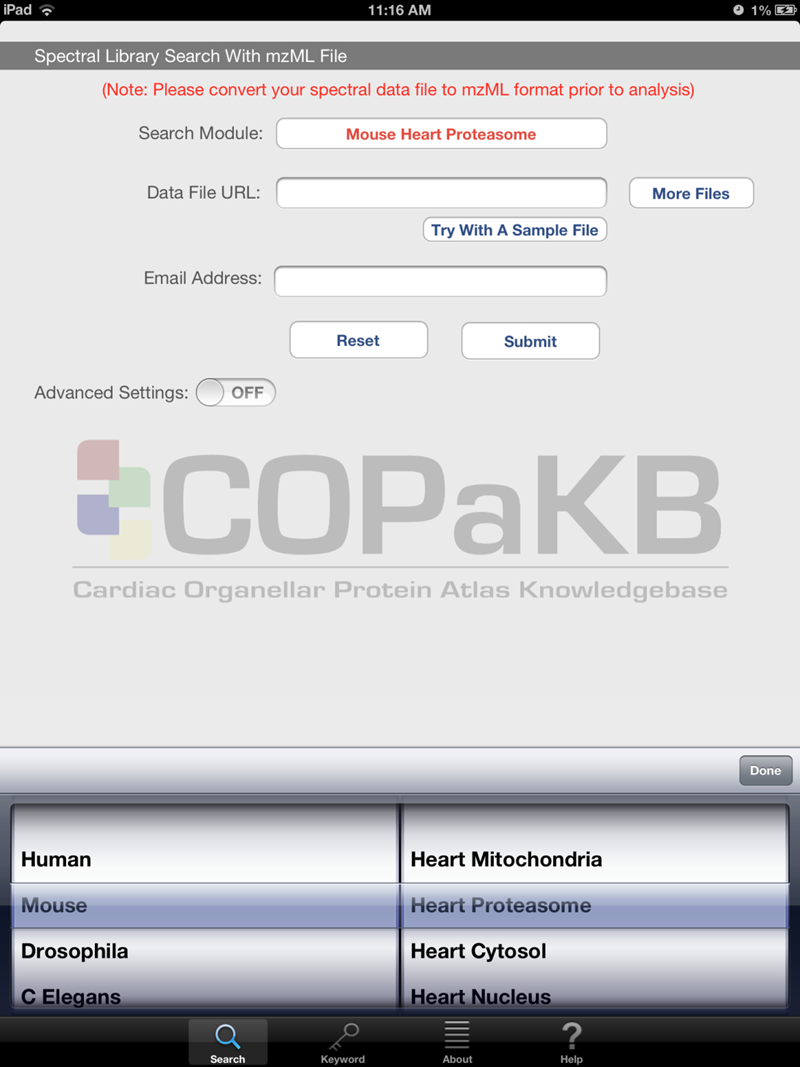 iPad 11:16 AM 1%
Spectral Library Search With mzML File
(Note: Please convert your spectral data file to mzML format prior to analysis)
Search Module: Mouse Heart Proteasome
Data File URL: More Files
Try With A Sample File
Email Address:
Reset Submit
Advanced Settings: OFF
COPaKB
Cardiac Organellar Protein Atlas Knowledgebase
Done
Human Heart Mitochondria
Mouse Heart Proteasome
Drosophila Heart Cytosol
C Elegans Heart Nucleus
Search Keyword About Help